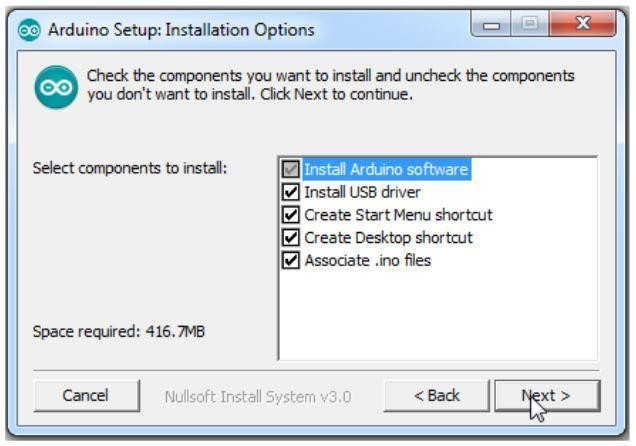 Arduino Setup: Installation Options
Check the components you want to install and uncheck the components
you don't want to install. Click Next to continue.
Select components to install:
Install Arduino software
Install USB driver
Create Start Menu shortcut
Create Desktop shortcut
Associate .ino files
Space required: 416.7MB
Cancel
Nullsoft Install System v3.0
< Back
Next >